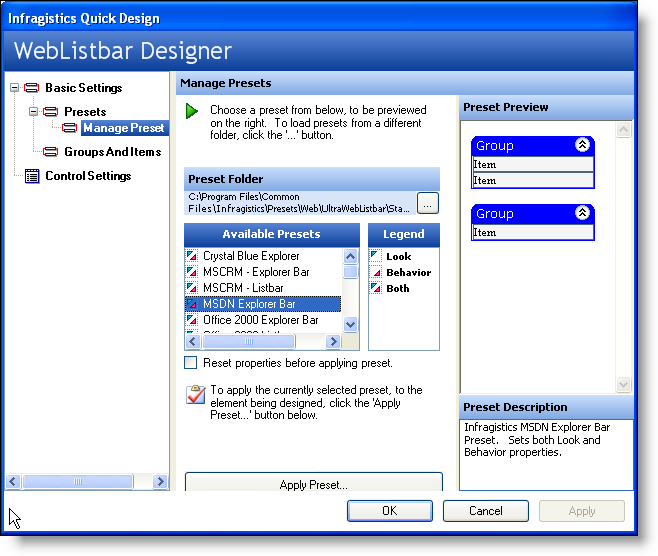 Infragistics Quick Design
WebListbar Designer
Basic Settings
Presets
Manage Preset
Groups And Items
Control Settings
Manage Presets
Choose a preset from below, to be previewed
on the right. To load presets from a different
folder, click the '...' button.
Preset Folder
C:\Program Files\Common
Files\Infragistics\Presets\Web\UltraWebListbar\Sta...
...
Available Presets
Crystal Blue Explorer
MSCRM - Explorer Bar
MSCRM - Listbar
MSDN Explorer Bar
Office 2000 Explorer Bar
Legend
Look
Behavior
Both
Reset properties before applying preset.
To apply the currently selected preset, to the
element being designed, click the 'Apply
Preset...' button below.
Apply Preset...
Preset Preview
Group
Item
Item
Group
Item
Preset Description
Infragistics MSDN Explorer Bar
Preset. Sets both Look and
Behavior properties.
OK
Cancel
Apply